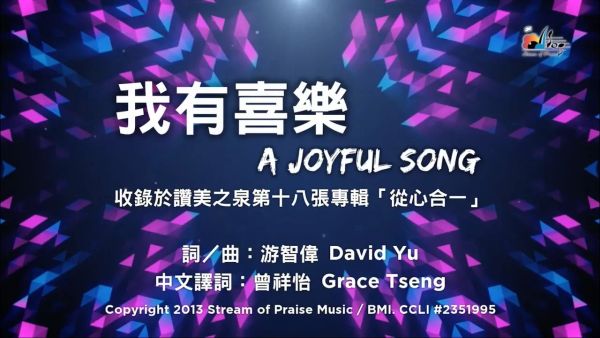 我有喜樂
A JOYFUL SONG
收錄於讚美之泉第十八張專輯「從心合一」
詞／曲：游智偉 David Yu
中文譯詞：曾祥怡 Grace Tseng
Copyright 2013 Stream of Praise Music / BMI. CCLI #2351995